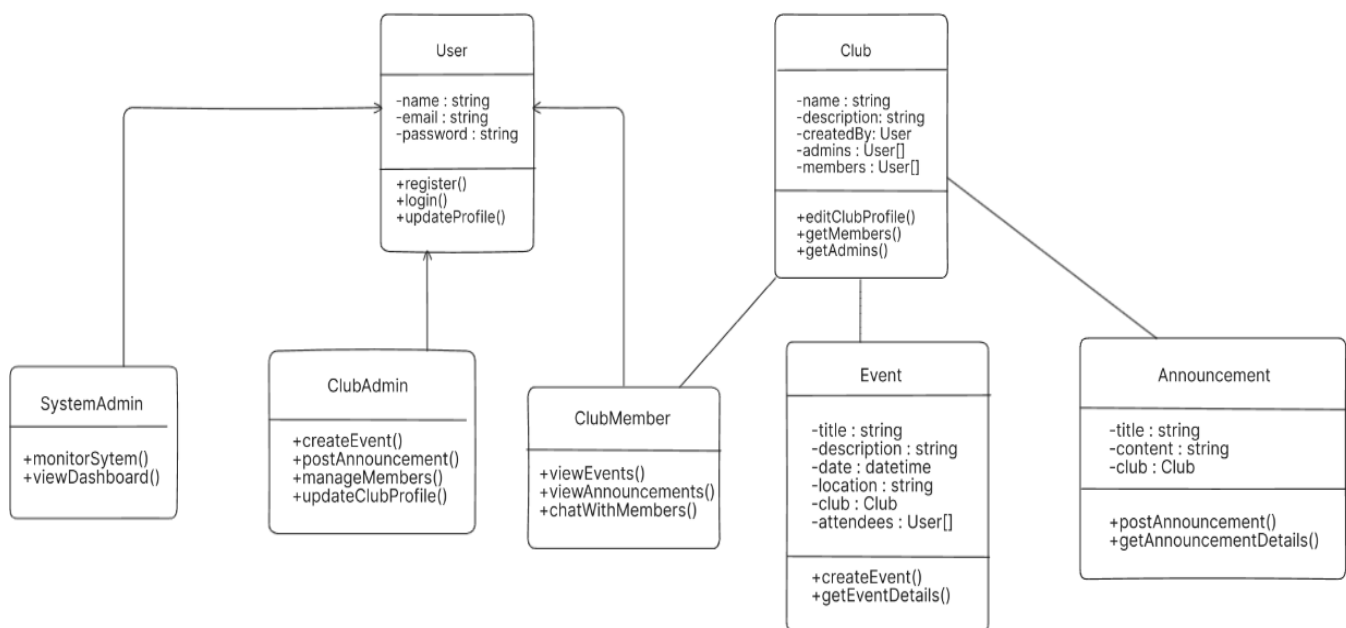 User
-name : string
-email : string
-password : string
+register()
+login()
+updateProfile()
Club
-name : string
-description: string
-createdBy: User
-admins : User[]
-members : User[]
+editClubProfile()
+getMembers()
+getAdmins()
SystemAdmin
+monitorSytem()
+viewDashboard()
ClubAdmin
+createEvent()
+postAnnouncement()
+manageMembers()
+updateClubProfile()
ClubMember
+viewEvents()
+viewAnnouncements()
+chatWithMembers()
Event
-title : string
-description : string
-date : datetime
-location : string
-club : Club
-attendees : User[]
+createEvent()
+getEventDetails()
Announcement
-title : string
-content : string
-club : Club
+postAnnouncement()
+getAnnouncementDetails()